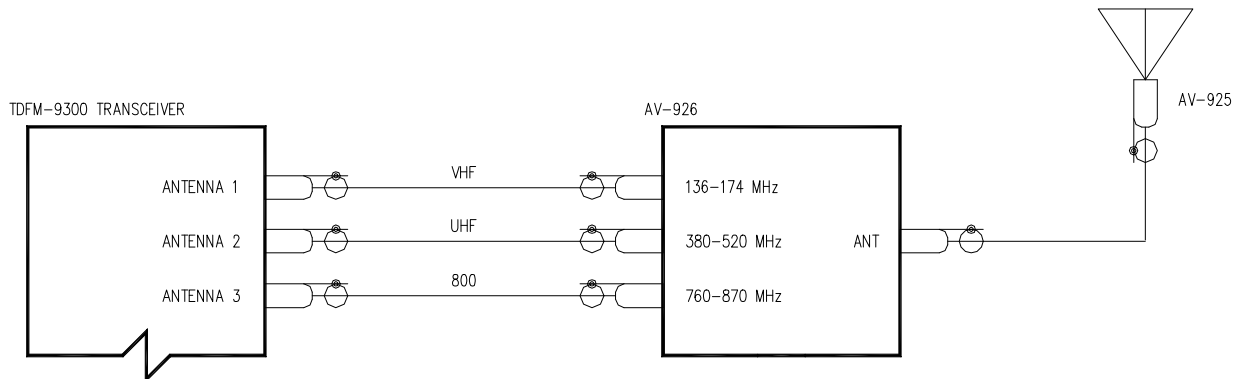 TDFM-9300 TRANSCEIVER
AV-926
AV-925
ANTENNA 1
VHF
136-174 MHz
ANTENNA 2
UHF
380-520 MHz
ANT
ANTENNA 3
800
760-870 MHz